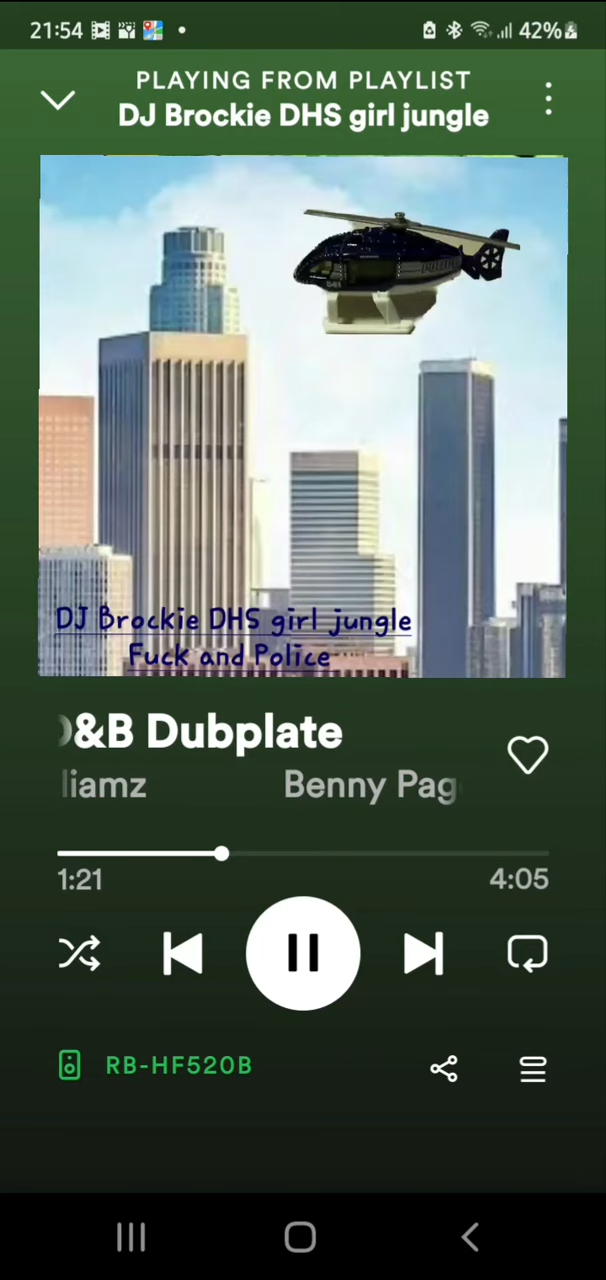 21:54 42%
PLAYING FROM PLAYLIST
DJ Brockie DHS girl jungle
DJ Brockie DHS girl jungle
Fuck and Police
)&B Dubplate
liamz Benny Pag
1:21 4:05
RB-HF520B